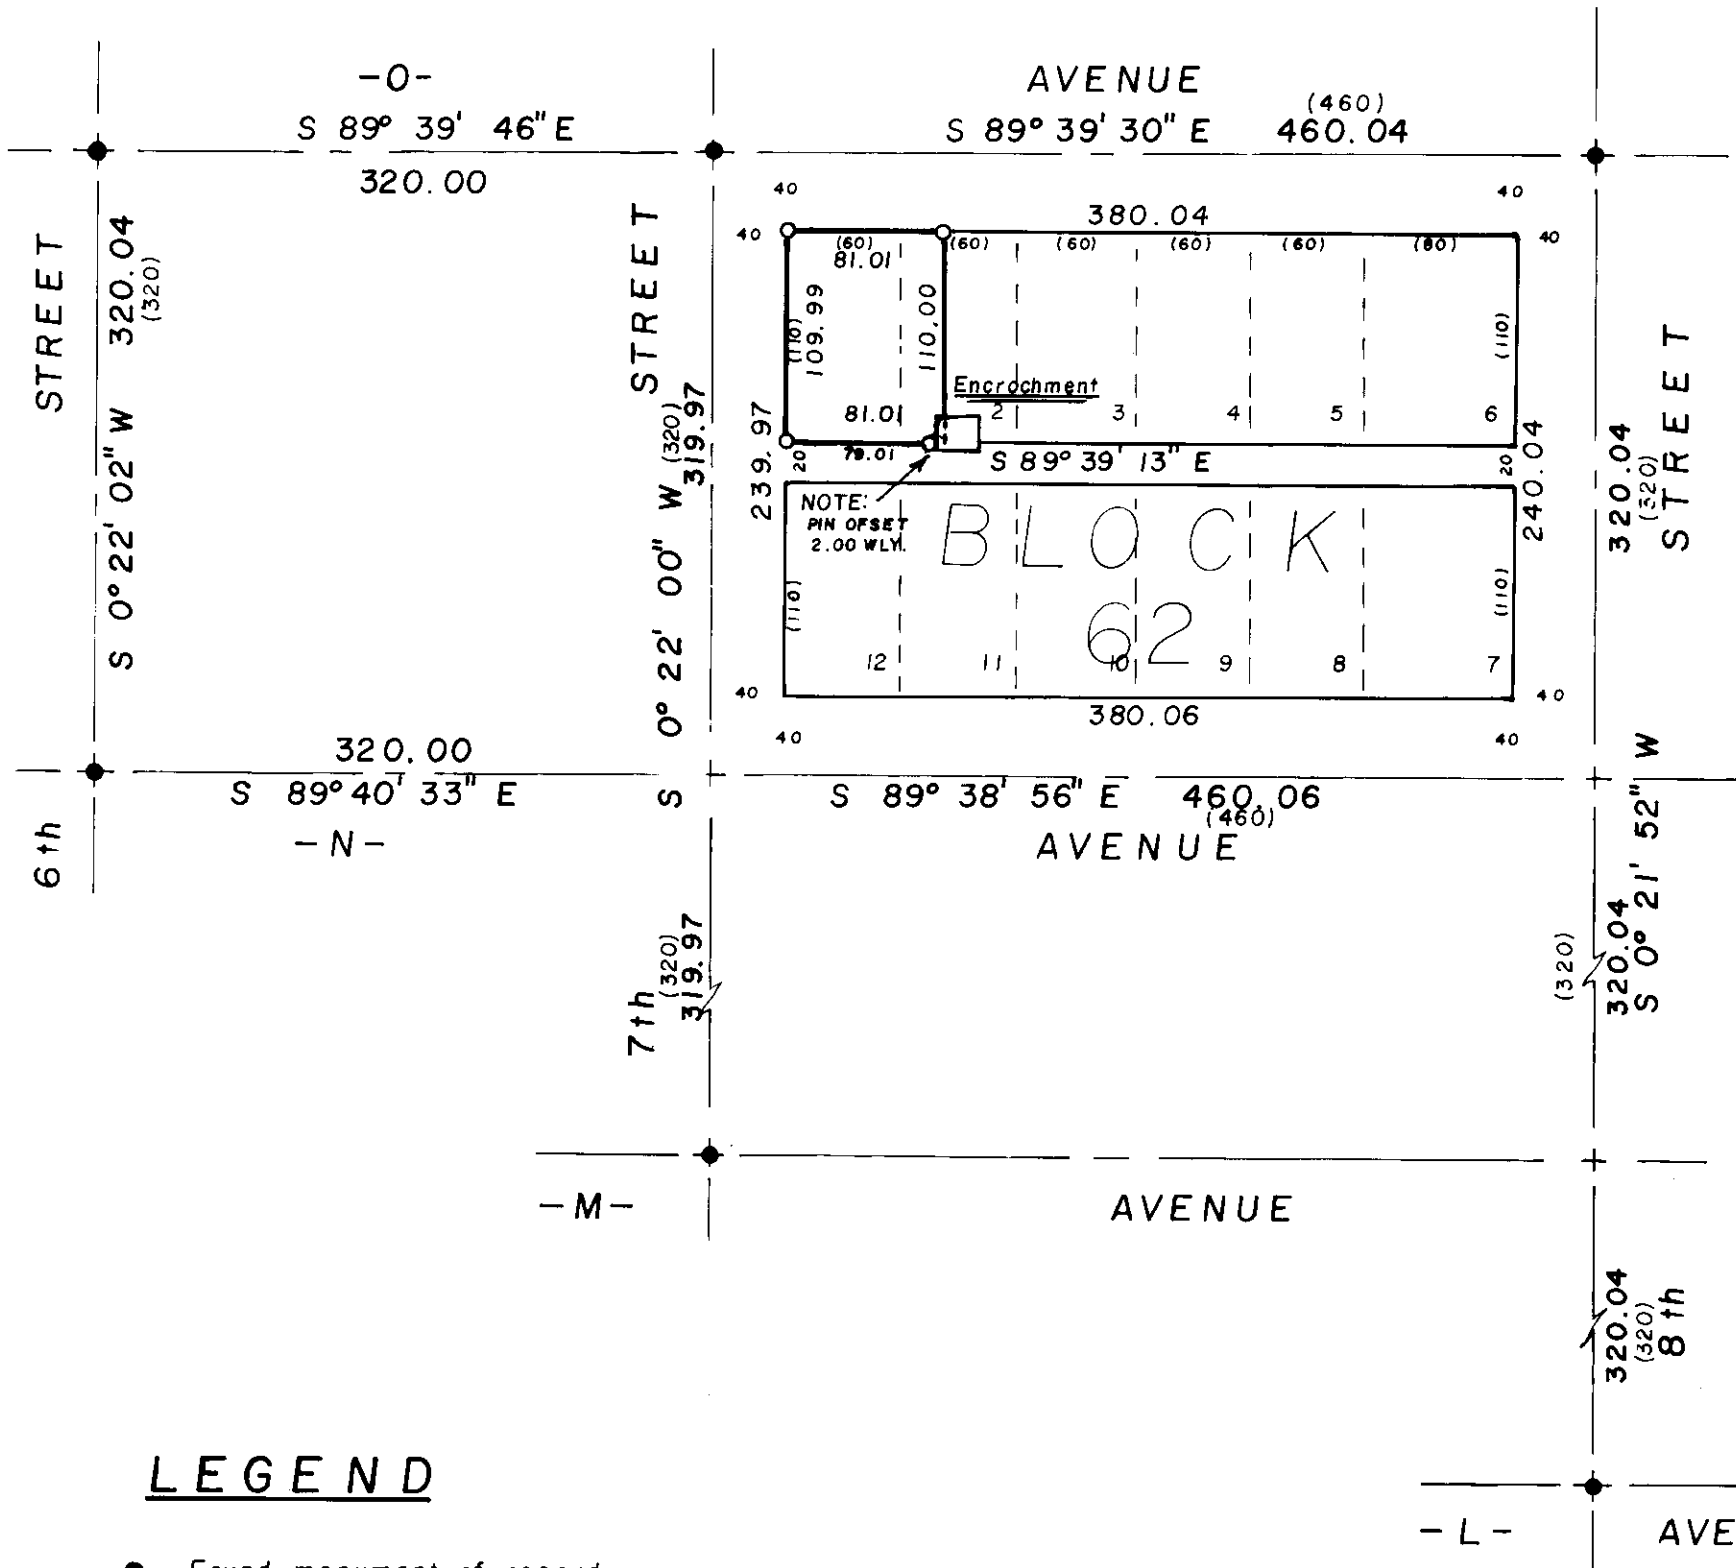 -O-
AVENUE
S 89° 39' 46" E
(460)
S 89° 39' 30" E 460.04
320.00
40
40
STREET
320.04
(320)
S 0° 22' 02" W
STREET
380.04
40
40
(60) (60) (60) (60) (60) (80)
81.01
(110)
109.99
110.00
(110)
Encrochment
81.01
2 3 4 5 6
79.01
S 89° 39' 13" E
20
20
239.97
240.04
(320)
319.97
S 0° 22' 00" W
320.04
(320)
STREET
NOTE:
PIN OFSET
2.00 WLY.
BLOCK
62
(110)
(110)
12 11 10 9 8 7
40
40
380.06
40
40
320.00
S 89° 40' 33" E
S 89° 38' 56" E 460.06
(460)
-N-
AVENUE
6th
S 0° 21' 52" W
7th
(320)
319.97
(320)
320.04
-M-
AVENUE
320.04
(320)
8th
LEGEND
Found monument of record
-L-
AVE